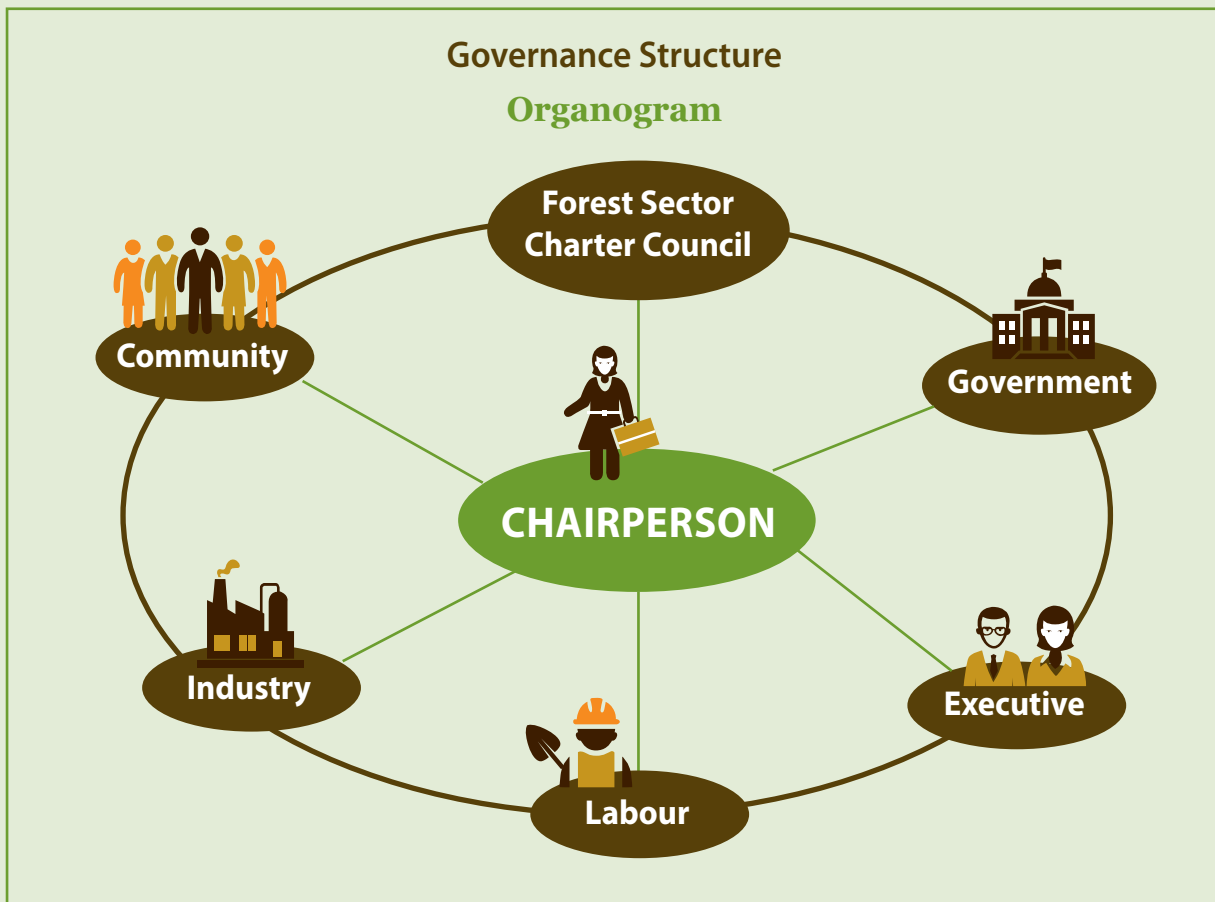 Governance Structure
Organogram
Forest Sector
Charter Council
Community
Government
CHAIRPERSON
Industry
Executive
Labour